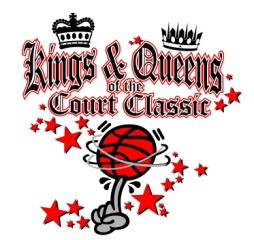 Kings & Queens
of the
Court Classic